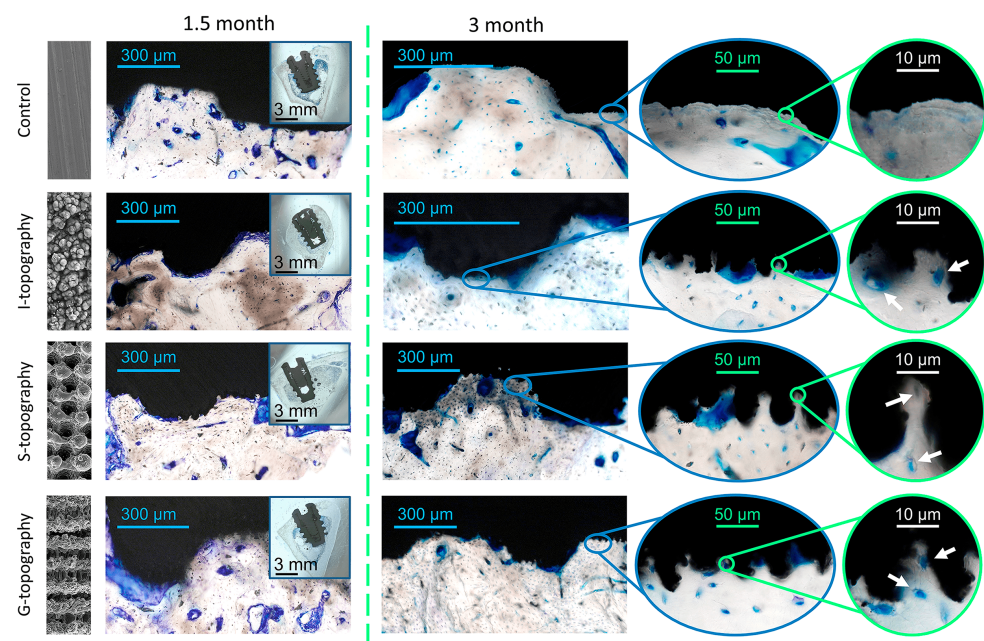 1.5 month
3 month
Control
300 µm
3 mm
300 µm
50 µm
10 µm
I-topography
300 µm
3 mm
300 µm
50 µm
10 µm
S-topography
300 µm
3 mm
300 µm
50 µm
10 µm
G-topography
300 µm
3 mm
300 µm
50 µm
10 µm